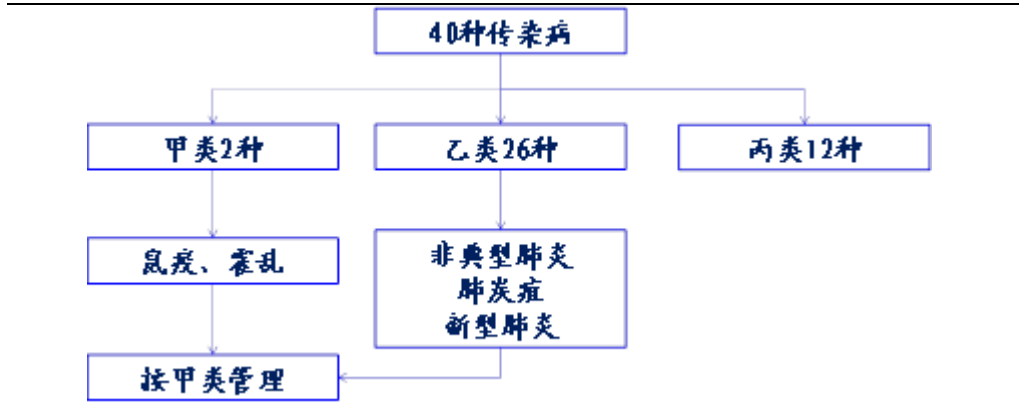 40种传染病
甲类2种
乙类26种
丙类12种
鼠疫、霍乱
非典型肺炎
肺炭疽
新型肺炎
按甲类管理